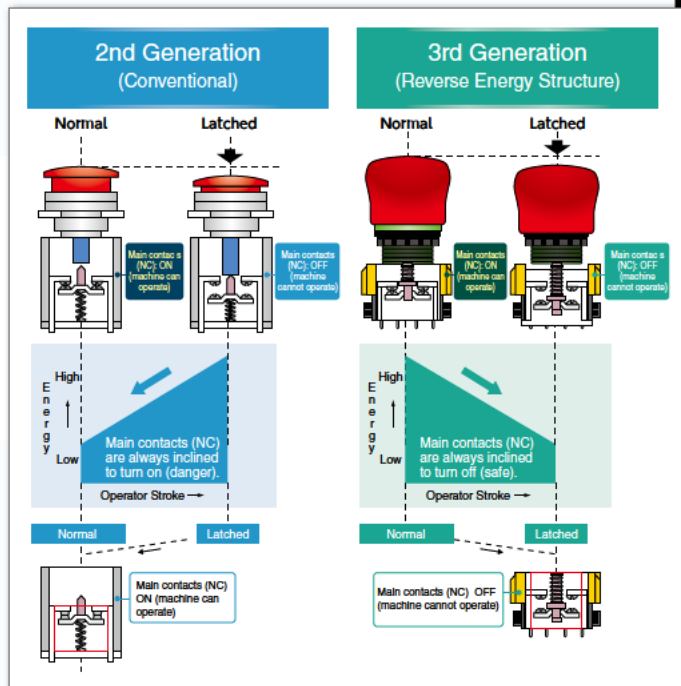 2nd Generation
(Conventional)
3rd Generation
(Reverse Energy Structure)
Normal
Latched
Normal
Latched
Main contac s
(NC): ON
(machine can
operate)
Main contacts
(NC): OFF
(machine
cannot operate)
Main contacts
(NC): ON
(machine can
operate)
Main contac s
(NC): OFF
(machine
cannot operate)
Energy
High
Low
Main contacts (NC)
are always inclined
to turn on (danger).
Operator Stroke
Energy
High
Low
Main contacts (NC)
are always inclined
to turn off (safe).
Operator Stroke
Normal
Latched
Normal
Latched
Main contacts (NC)
ON (machine can
operate)
Main contacts (NC) OFF
(machine cannot operate)